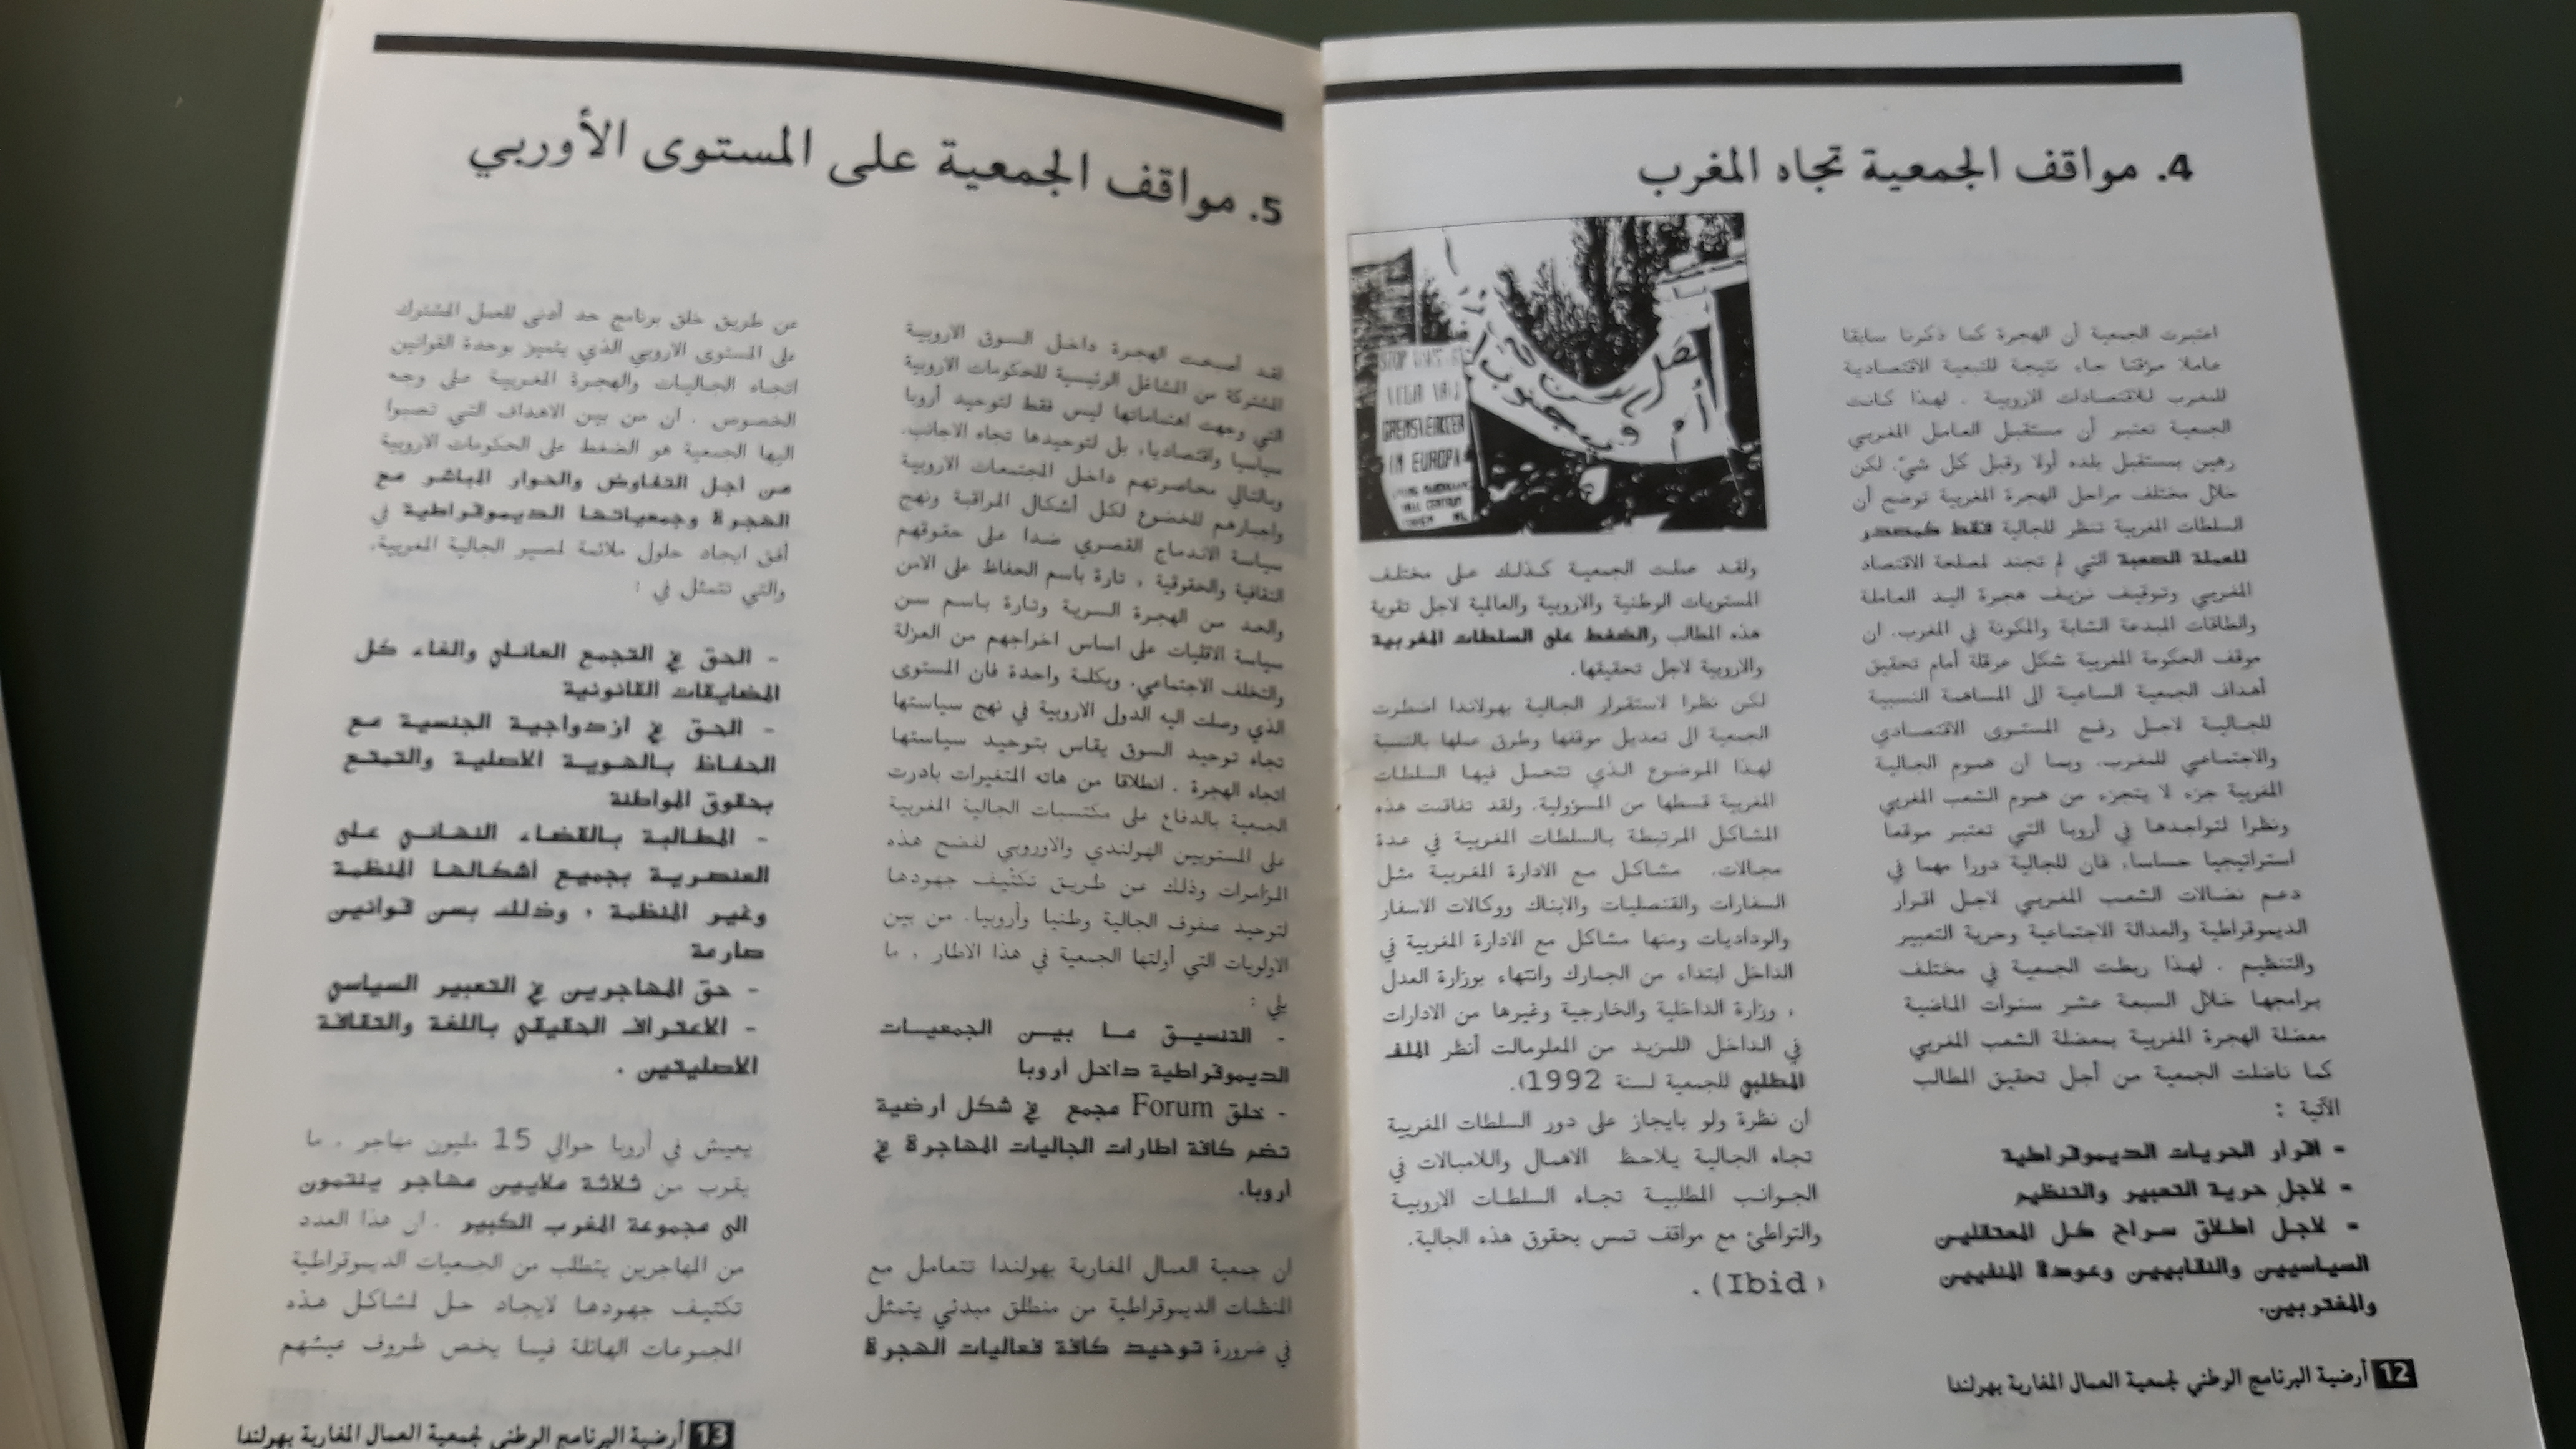 4. مواقف الجمعية تجاه المغرب
اعتبرت الجمعية أن الهجرة كما ذكرنا سابقا
عاملا مؤقتا جاء نتيجة للتبعية الاقتصادية
للمغرب للاقتصادات الاروبية . لهذا كانت
الجمعية تعتبر أن مستقبل العامل المغربي
رهين بمستقبل بلده أولا وقبل كل شيئ. لكن
خلال مختلف مراحل الهجرة المغربية توضح أن
السلطات المغربية تنظر للجالية فقط كمصدر
للعملة الصعبة التي لم تجند لمصلحة الاقتصاد
المغربي وتوقيف نزيف هجرة اليد العاملة
والطاقات المبدعة الشابة والمكونة في المغرب. ان
موقف الحكومة المغربية شكل عرقلة أمام تحقيق
أهداف الجمعية الساعية الى المساهمة النسبية
للجالية لاجل رفع المستوى الاقتصادي
والاجتماعي للمغرب. وبما ان هموم الجالية
المغربية جزء لا يتجزء من هموم الشعب المغربي
ونظرا لتواجدها في أروبا التي تعتبر موقعا
استراتيجيا حساسا، فان للجالية دورا مهما في
دعم نضالات الشعب المغربي لاجل اقرار
الديموقراطية والعدالة الاجتماعية وحرية التعبير
والتنظيم . لهذا ربطت الجمعية في مختلف
برامجها خلال السبعة عشر سنوات الماضية
معضلة الهجرة المغربية بمعضلة الشعب المغربي
كما ناضلت الجمعية من أجل تحقيق المطالب
الآتية :
- اقرار الحريات الديموقراطية
- لاجل حرية التعبير والتنظيم
- لاجل اطلاق سراح كل المعتقلين
السياسيين والنقابيين وعودة المنفيين
والمغتربين.
STOP
GRENSWERKER
IN EUROPA
ولقد عملت الجمعية كذلك على مختلف
المستويات الوطنية والاروبية والعالمية لاجل تقوية
هذه المطالب والضغط على السلطات المغربية
والاروبية لاجل تحقيقها.
لكن نظرا لاستقرار الجالية بهولاندا اضطرت
الجمعية الى تعديل موقفها وطرق عملها بالنسبة
لهذا الموضوع الذي تتحمل فيها السلطات
المغربية قسطها من المسؤولية. ولقد تفاقمت هذه
المشاكل المرتبطة بالسلطات المغربية في عدة
مجالات. مشاكل مع الادارة المغربية مثل
السفارات والقنصليات والابناك ووكالات الاسفار
والوداديات ومنها مشاكل مع الادارة المغربية في
الداخل ابتداء من الجمارك وانتهاء بوزارة العدل
، وزارة الداخلية والخارجية وغيرها من الادارات
في الداخل (للمزيد من المعلومات أنظر الملف
المطلبي للجمعية لسنة 1992).
ان نظرة ولو بايجاز على دور السلطات المغربية
تجاه الجالية يلاحظ الاهمال واللامبالات في
الجوانب المطلبية تجاه السلطات الاروبية
والتواطئ مع مواقف تمس بحقوق هذه الجالية.
(Ibid) .
12 أرضية البرنامج الوطني لجمعية العمال المغاربة بهولندا
5. مواقف الجمعية على المستوى الأوربي
لقد أصبحت الهجرة داخل السوق الاروبية
المشتركة من المشاغل الرئيسية للحكومات الاروبية
التي وجهت اهتماماتها ليس فقط لتوحيد أروبا
سياسيا واقتصاديا، بل لتوحيدها تجاه الاجانب.
وبالتالي محاصرتهم داخل المجتمعات الاروبية
واجبارهم للخضوع لكل أشكال المراقبة ونهج
سياسة الاندماج القصري ضدا على حقوقهم
الثقافية والحقوقية ، تارة باسم الحفاظ على الامن
والحد من الهجرة السرية وتارة باسم سن
سياسة الاقليات على اساس اخراجهم من العزلة
والتخلف الاجتماعي. وبكلمة واحدة فان المستوى
الذي وصلت اليه الدول الاروبية في نهج سياستها
تجاه توحيد السوق يقاس بتوحيد سياستها
اتجاه الهجرة . انطلاقا من هاته المتغيرات بادرت
الجمعية بالدفاع على مكتسبات الجالية المغربية
على المستويين الهولندي والاوروبي لفضح هذه
المؤامرات وذلك عن طريق تكثيف جهودها
لتوحيد صفوف الجالية وطنيا وأروبيا. من بين
الاولويات التي أولتها الجمعية في هذا الاطار ، ما
يلي :
- التنسيق ما بين الجمعيات
الديموقراطية داخل أروبا
- خلق Forum مجمع في شكل أرضية
تضم كافة اطارات الجاليات المهاجرة في
أروبا.
ان جمعية العمال المغاربة بهولندا تتعامل مع
المنظمات الديموقراطية من منطلق مبدئي يتمثل
في ضرورة توحيد كافة فعاليات الهجرة
عن طريق خلق برنامج حد أدنى للعمل المشترك
على المستوى الاروبي الذي يتميز بوحدة القوانين
اتجاه الجاليات والهجرة المغربية على وجه
الخصوص . ان من بين الاهداف التي تصبوا
اليها الجمعية هو الضغط على الحكومات الاروبية
من أجل التفاوض والحوار المباشر مع
الهجرة وجمعياتها الديموقراطية في
أفق ايجاد حلول ملائمة لمصير الجالية المغربية،
والتي تتمثل في :
- الحق في التجمع العائلي والغاء كل
المضايقات القانونية
- الحق في ازدواجية الجنسية مع
الحفاظ بالهوية الاصلية والتمتع
بحقوق المواطنة
- المطالبة بالقضاء النهائي على
العنصرية بجميع أشكالها المنظمة
وغير المنظمة ، وذلك بسن قوانين
صارمة
- حق المهاجرين في التعبير السياسي
- الاعتراف الحقيقي باللغة والثقافة
الاصليتين .
يعيش في أروبا حوالي 15 مليون مهاجر ، ما
يقرب من ثلاثة ملايين مهاجر ينتمون
الى مجموعة المغرب الكبير . ان هذا العدد
من المهاجرين يتطلب من الجمعيات الديموقراطية
تكثيف جهودها لايجاد حل لمشاكل هذه
المجموعات الهائلة فيما يخص ظروف عيشهم
13 أرضية البرنامج الوطني لجمعية العمال المغاربة بهولندا